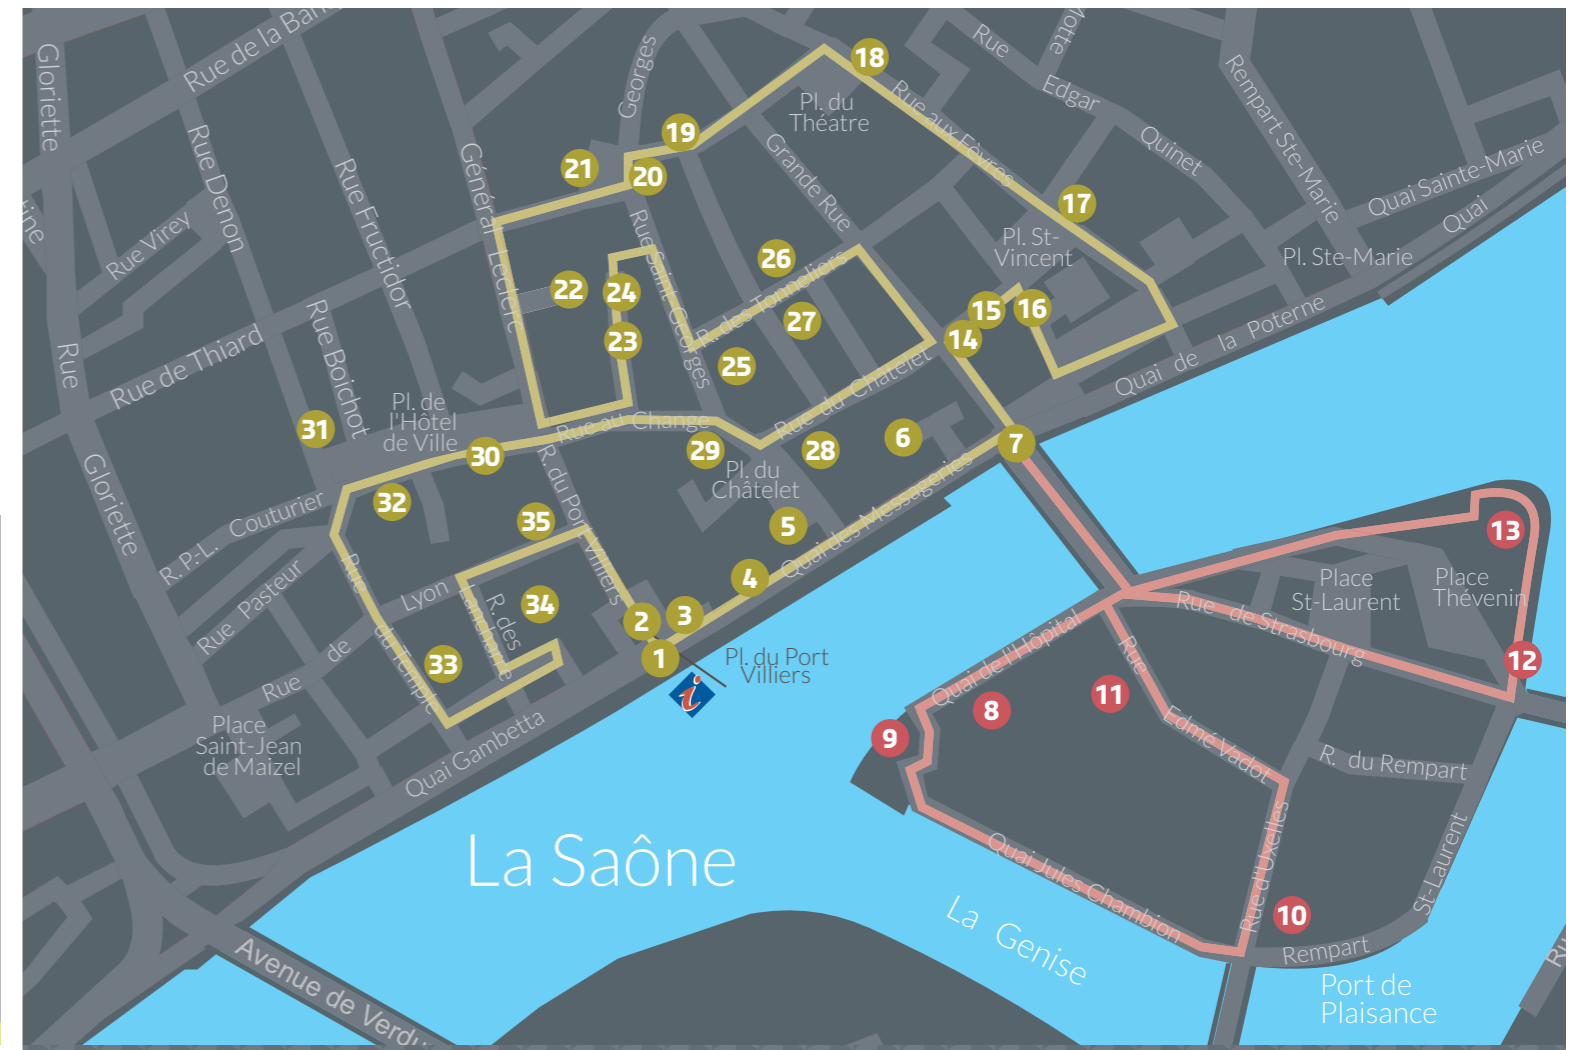 Gloriette
Rue de la Ban
Georges
Motte
Rue
Edgar
Quinet
Rempart Ste-Marie
18
Pl. du
Théatre
Rue aux Fèvres
19
20
21
Rue Denon
Rue Fructidor
Général Leclerc
Grande Rue
17
Quai Sainte-Marie
Quai
tine
Rue Virey
Rue Saint-Georges
26
Pl. St-
Vincent
Pl. Ste-Marie
22
24
23
R. des Tonneliers
27
15
16
14
25
Rue Boichot
Rue de Thiard
Rue
Quai de la Poterne
Rue du Châtelet
Pl. de
l'Hôtel
de Ville
31
Rue au Change
30
29
28
6
7
Pl. du
Châtelet
Gloriette
32
R. P.-L. Couturier
R. du Port Villiers
35
5
Quai des Messageries
13
Rue Pasteur
Rue du Temple
Rue de Lyon
R. des
Lancharre
34
4
3
2
1
Place
St-Laurent
Place
Thévenin
Rue de Strasbourg
Quai de l'Hôpital
33
Pl. du Port
Villiers
i
12
11
8
9
Rue Edmé Vadot
Place
Saint-Jean
de Maizel
Quai Gambetta
R. du Rempart
La Saône
Quai Jules Chambion
Rue d'Uxelles
10
Rempart St-Laurent
La Genise
Avenue de Verdu
Port de
Plaisance
Ru